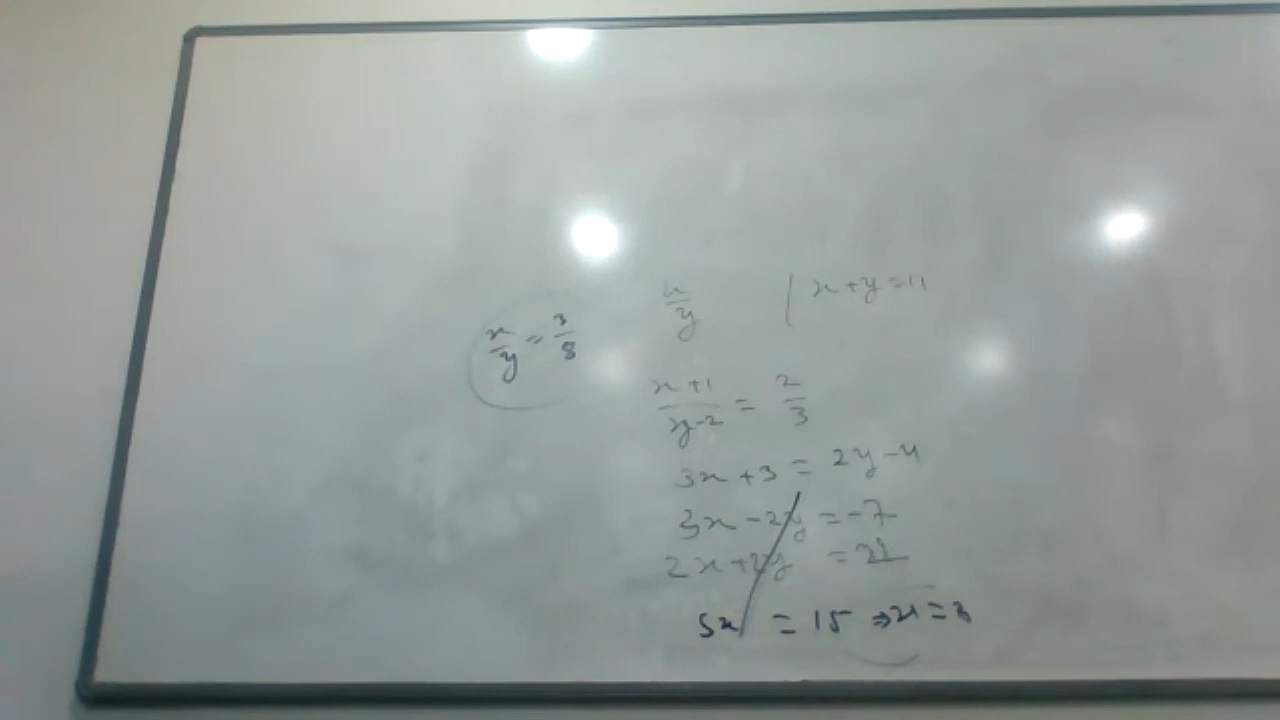 x/y | x+y=11
x/y = 3/8
x+1/y-2 = 2/3
3x+3 = 2y-4
3x-2y = -7
2x+2y = 22
5x = 15 ⇒ x=3